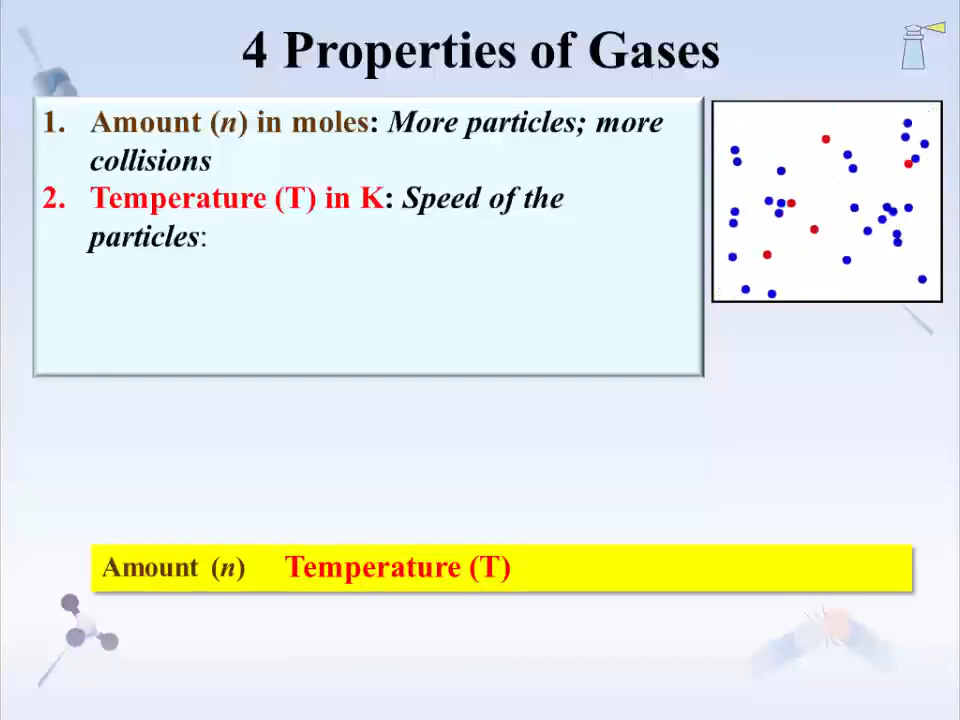 4 Properties of Gases
1. Amount (n) in moles: More particles; more
collisions
2. Temperature (T) in K: Speed of the
particles:
Amount (n) Temperature (T)